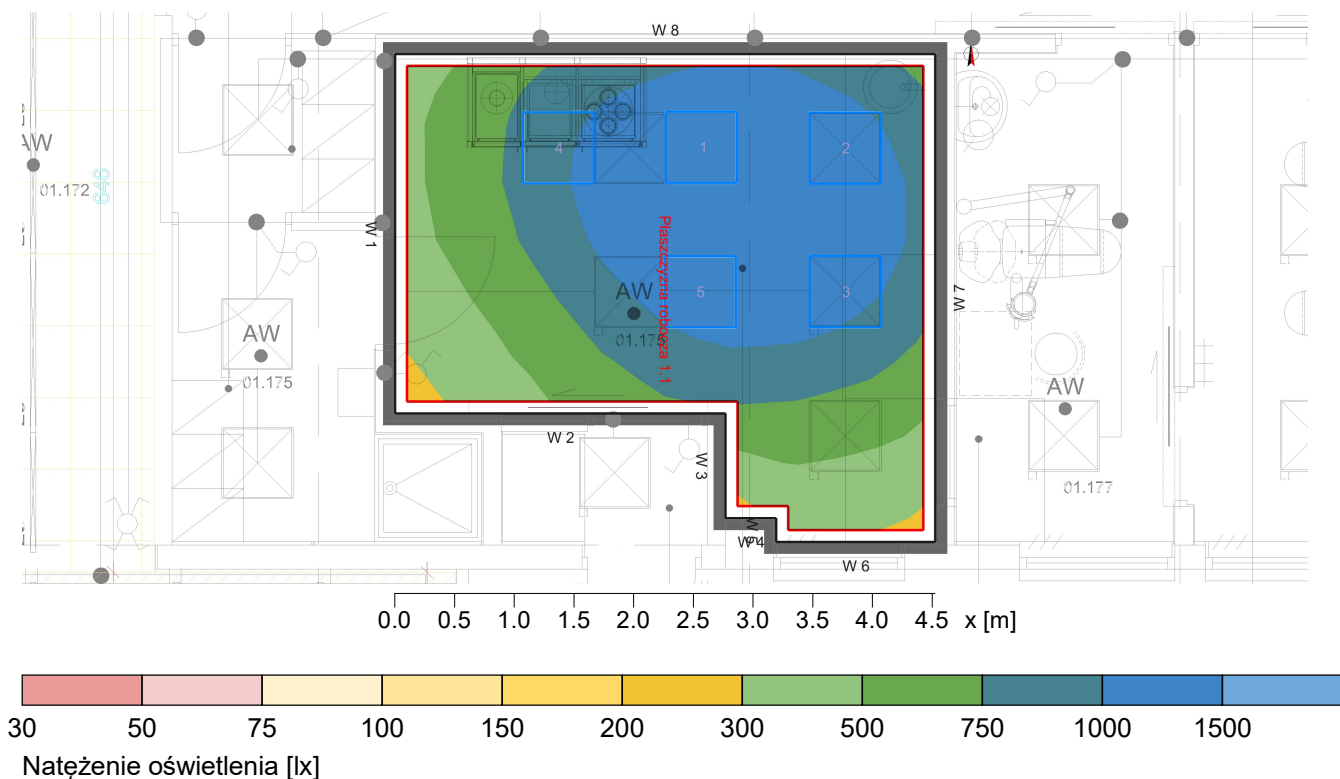 W 8
AW
01.172
646
W 1
4
1
2
Płaszczyzna robocza 1.1
5
3
AW
01.175
W 7
AW
01.175
AW
01.177
W 2
W 3
W 4
W 6
0.0 0.5 1.0 1.5 2.0 2.5 3.0 3.5 4.0 4.5 x [m]
30 50 75 100 150 200 300 500 750 1000 1500
Natężenie oświetlenia [lx]